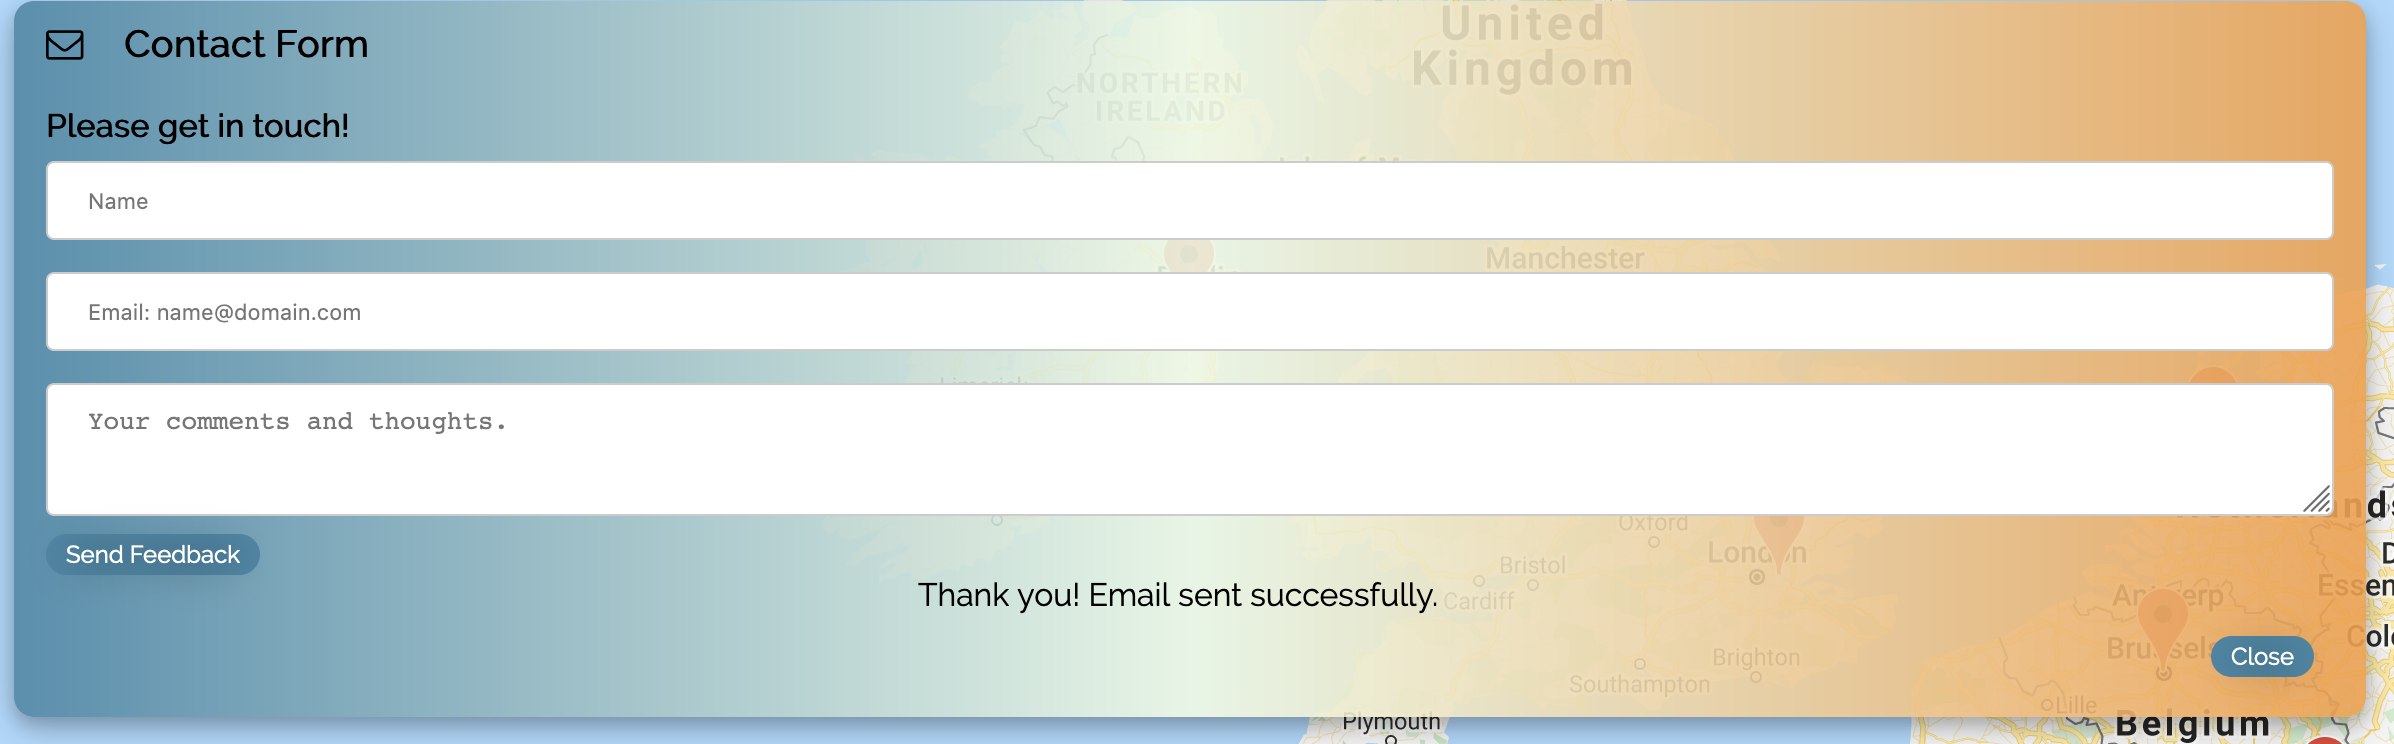 United
Kingdom
Contact Form
NORTHERN
IRELAND
Please get in touch!
Name
Manchester
Email: name@domain.com
Your comments and thoughts.
Oxford
Send Feedback
London
Bristol
Thank you! Email sent successfully.
Cardiff
Antwerp
Brussels
Brighton
Close
Southampton
Lille
Plymouth
Belgium